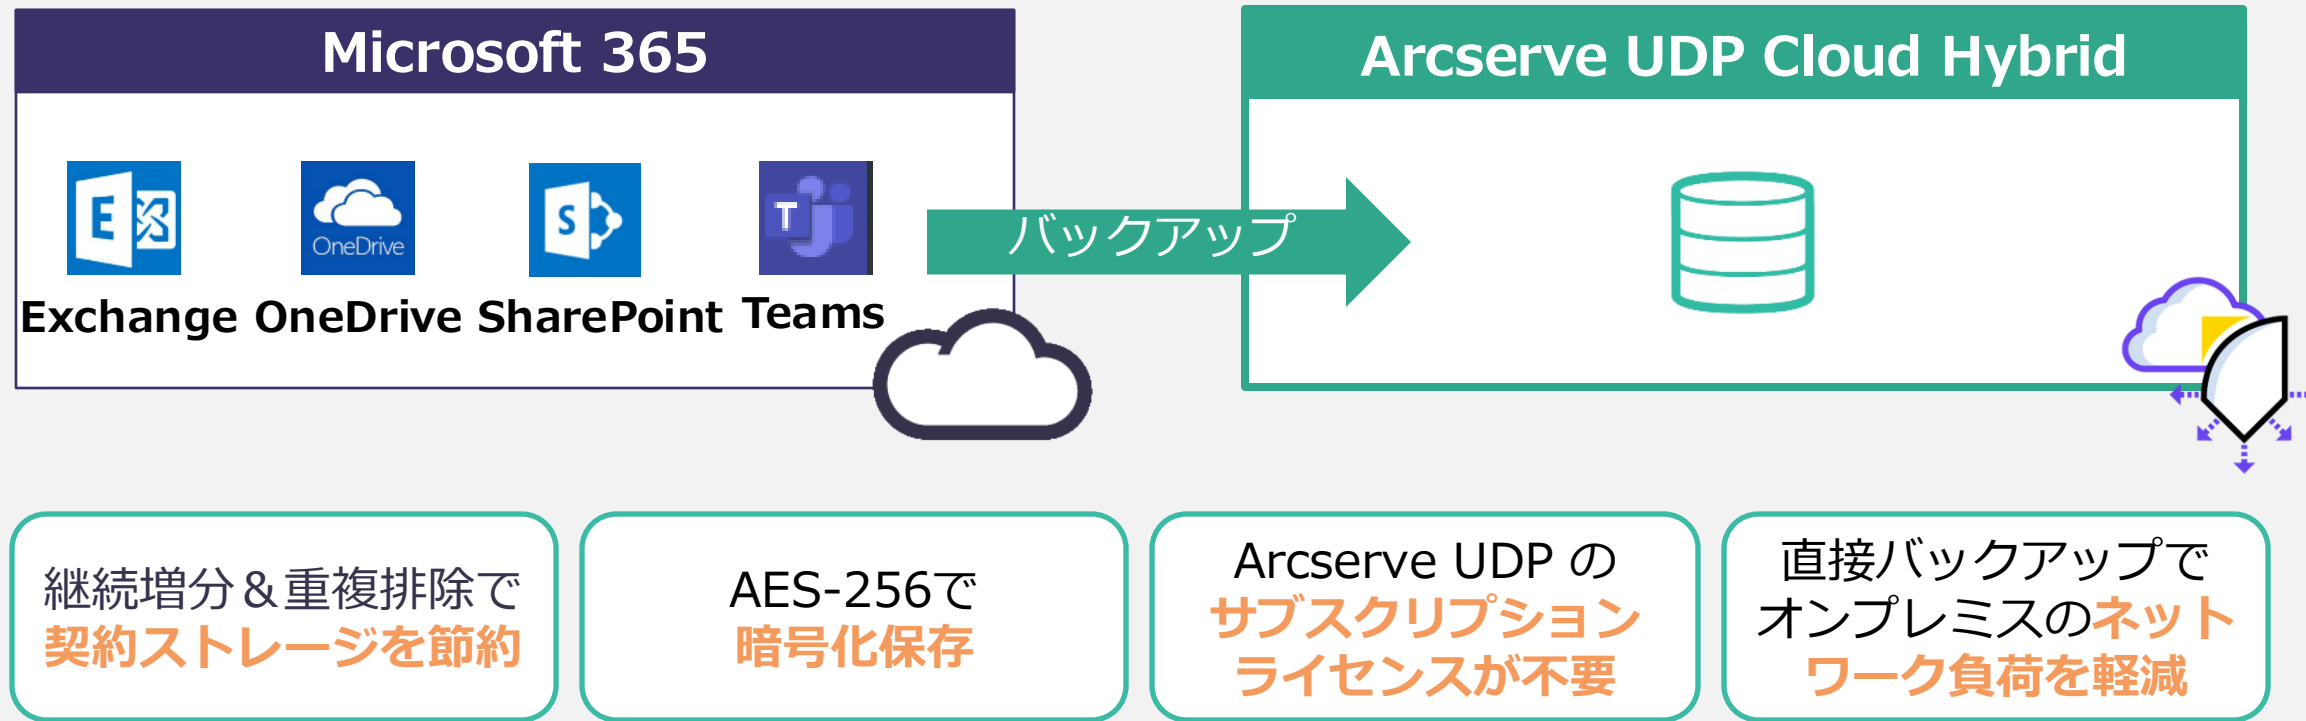 Microsoft 365
Arcserve UDP Cloud Hybrid
E
OneDrive
S
T
Exchange
OneDrive
SharePoint
Teams
バックアップ
継続増分＆重複排除で
契約ストレージを節約
AES-256で
暗号化保存
Arcserve UDP の
サブスクリプション
ライセンスが不要
直接バックアップで
オンプレミスのネット
ワーク負荷を軽減